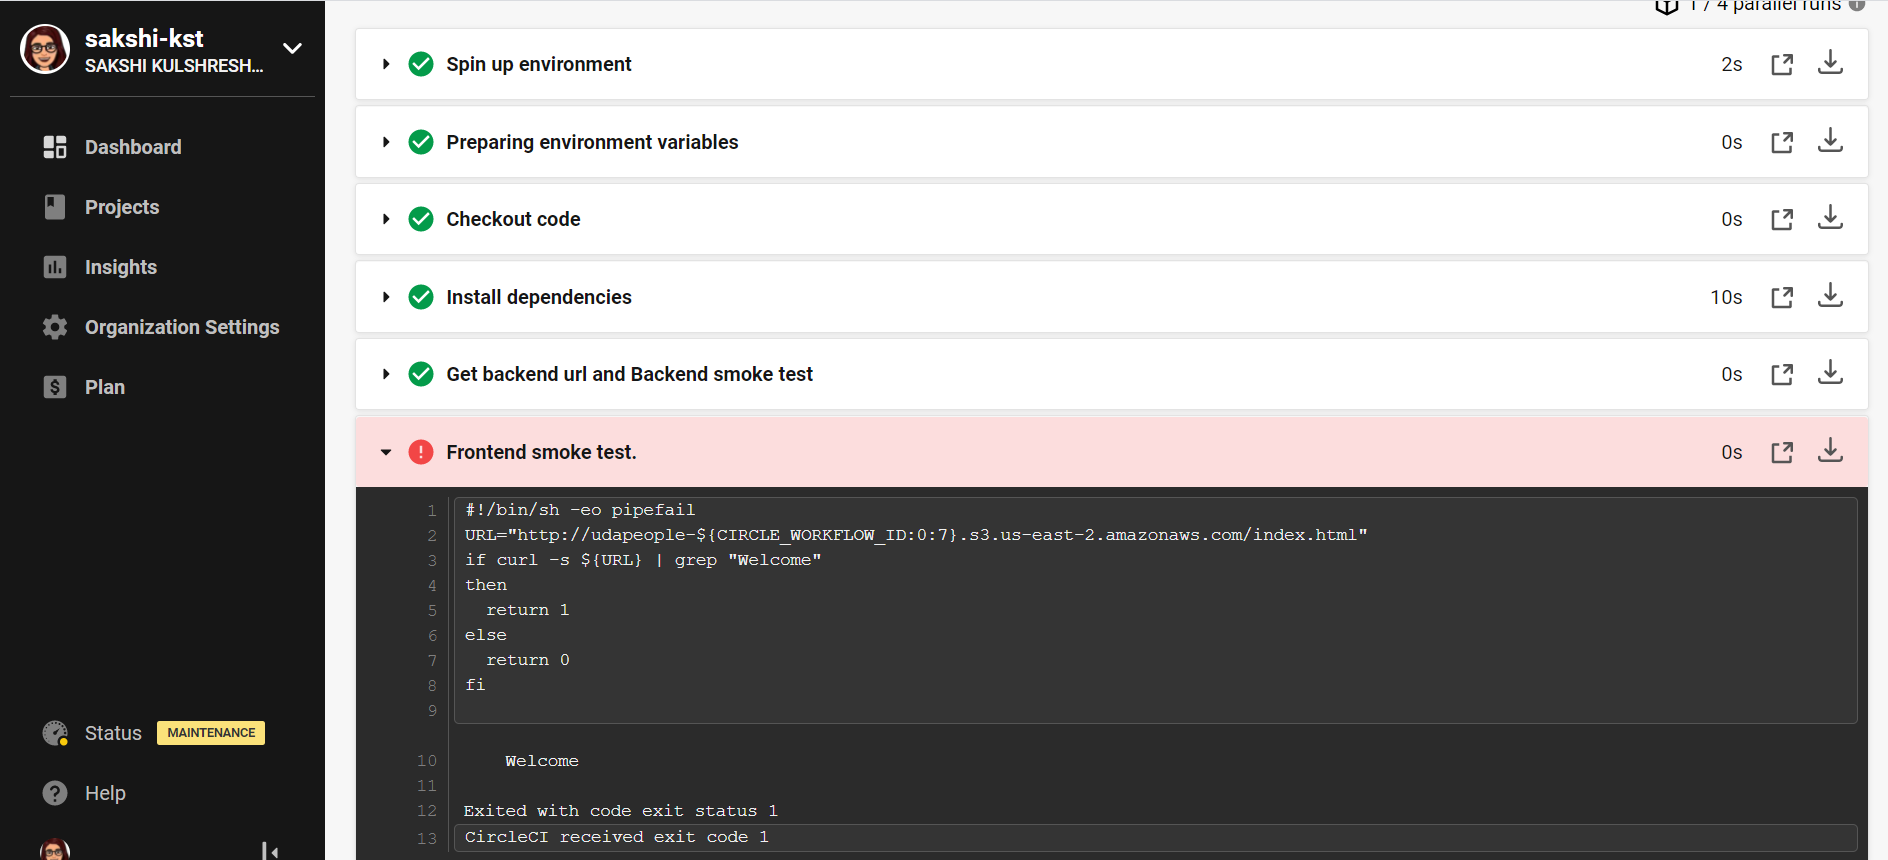 sakshi-kst
SAKSHI KULSHRESH...
Dashboard
Projects
Insights
Organization Settings
Plan
Status MAINTENANCE
Help
1 / 4 parallel runs
Spin up environment 2s
Preparing environment variables 0s
Checkout code 0s
Install dependencies 10s
Get backend url and Backend smoke test 0s
Frontend smoke test. 0s
1 #!/bin/sh -eo pipefail
2 URL="http://udapeople-${CIRCLE_WORKFLOW_ID:0:7}.s3.us-east-2.amazonaws.com/index.html"
3 if curl -s ${URL} | grep "Welcome"
4 then
5 return 1
6 else
7 return 0
8 fi
9
10 Welcome
11
12 Exited with code exit status 1
13 CircleCI received exit code 1